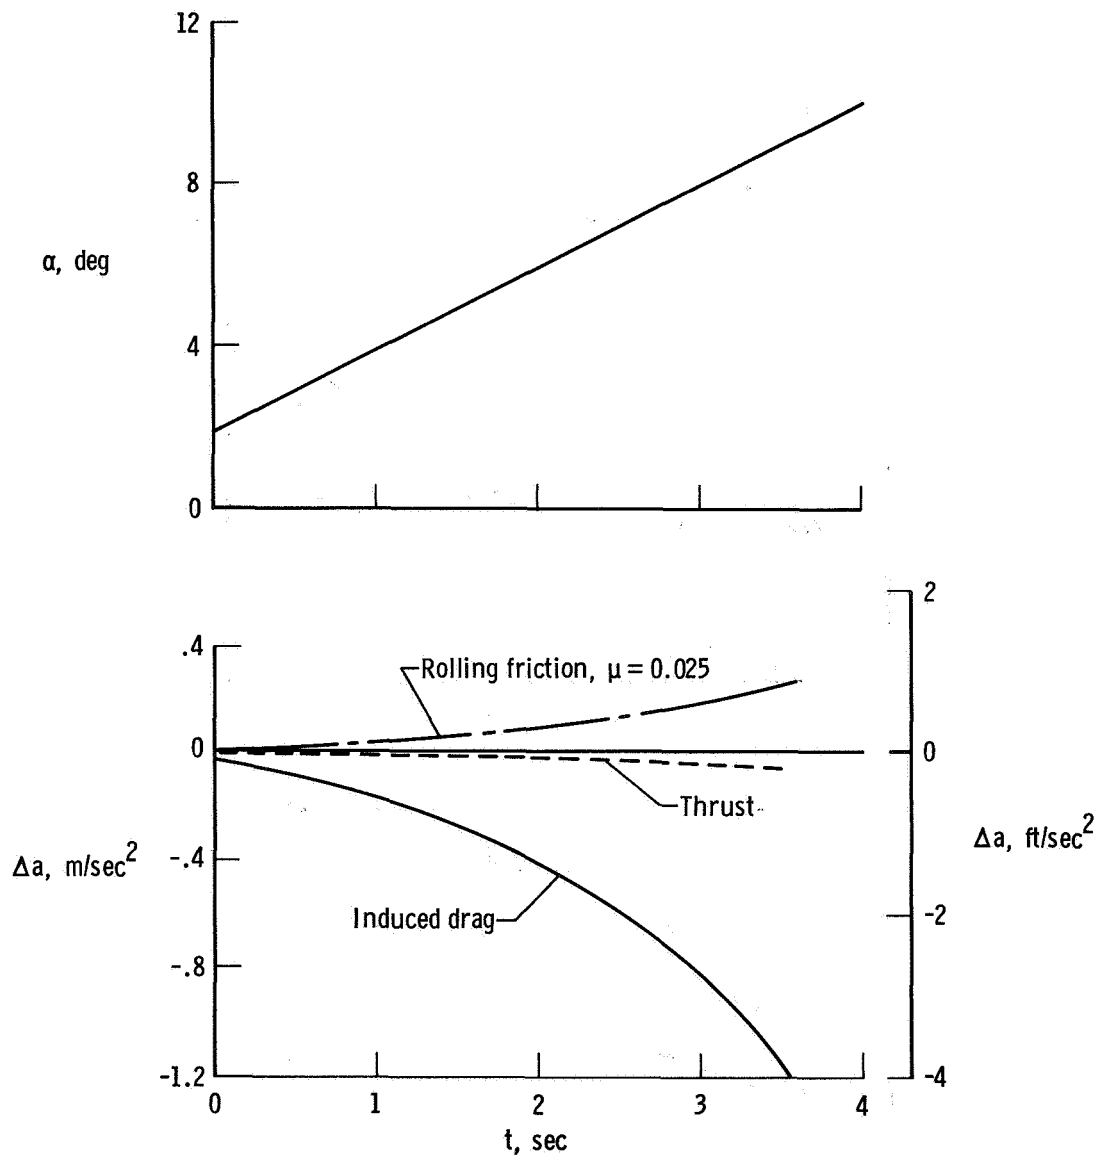 12
8
α, deg
4
0
2
.4
Rolling friction, μ = 0.025
0
0
Thrust
Δa, m/sec²
-.4
Δa, ft/sec²
Induced drag
-2
-.8
-1.2
-4
0 1 2 3 4
t, sec